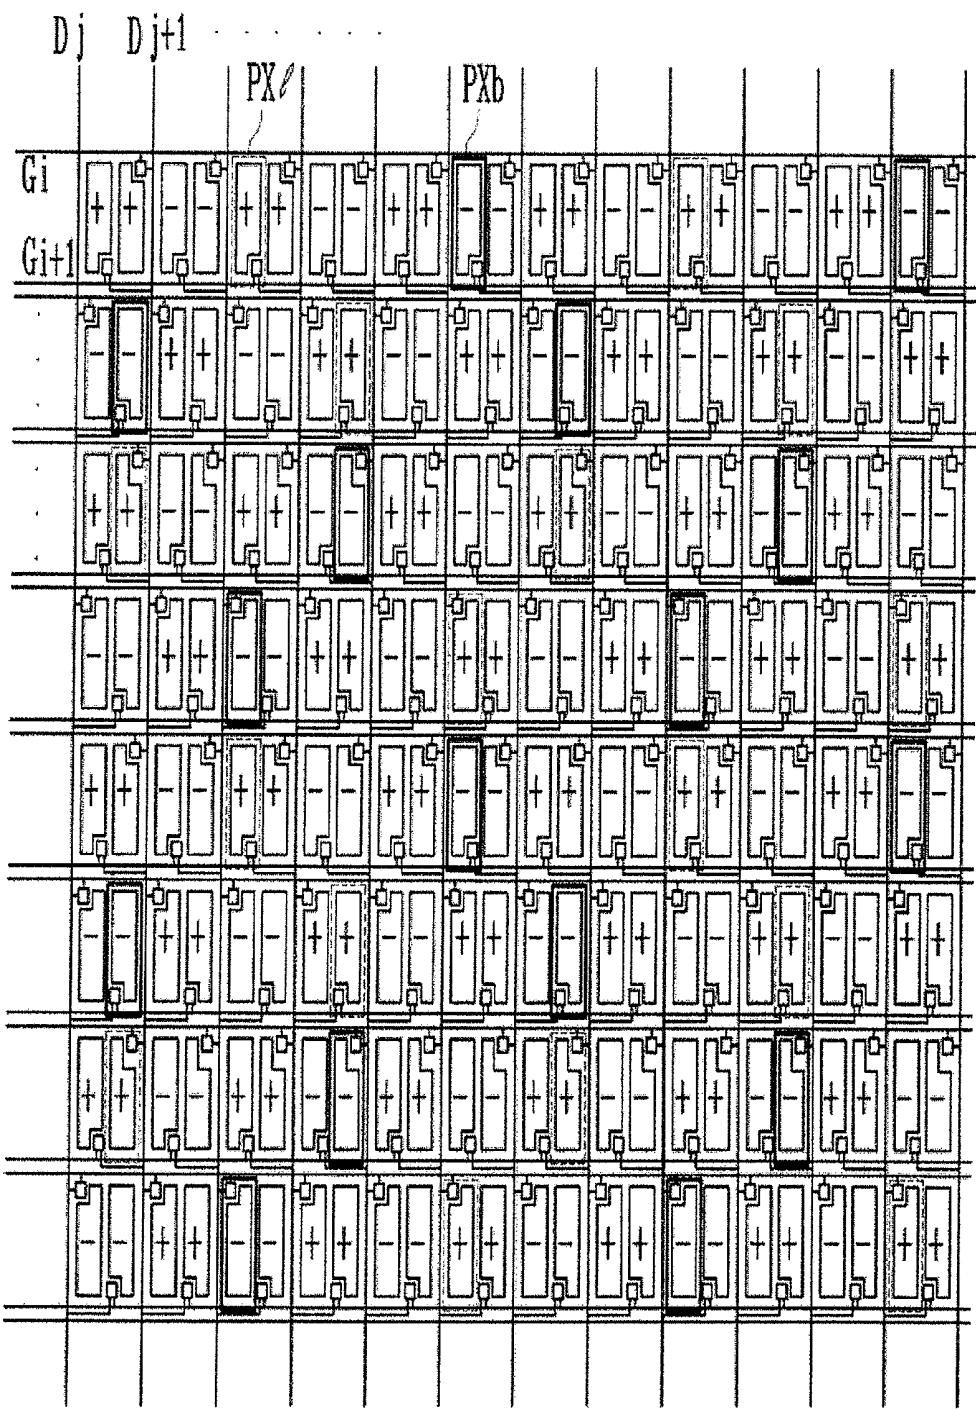 Dj Dj+1 · · · · ·
PXℓ PXb
Gi
Gi+1
+ + - - + + - - + + - - + + - - + + - - + + - -
- - + + - - + + - - + + - - + + - - + + - - + +
+ + - - + + - - + + - - + + - - + + - - + + - -
- - + + - - + + - - + + - - + + - - + + - - + +
+ + - - + + - - + + - - + + - - + + - - + + - -
- - + + - - + + - - + + - - + + - - + + - - + +
+ + - - + + - - + + - - + + - - + + - - + + - -
- - + + - - + + - - + + - - + + - - + + - - + +